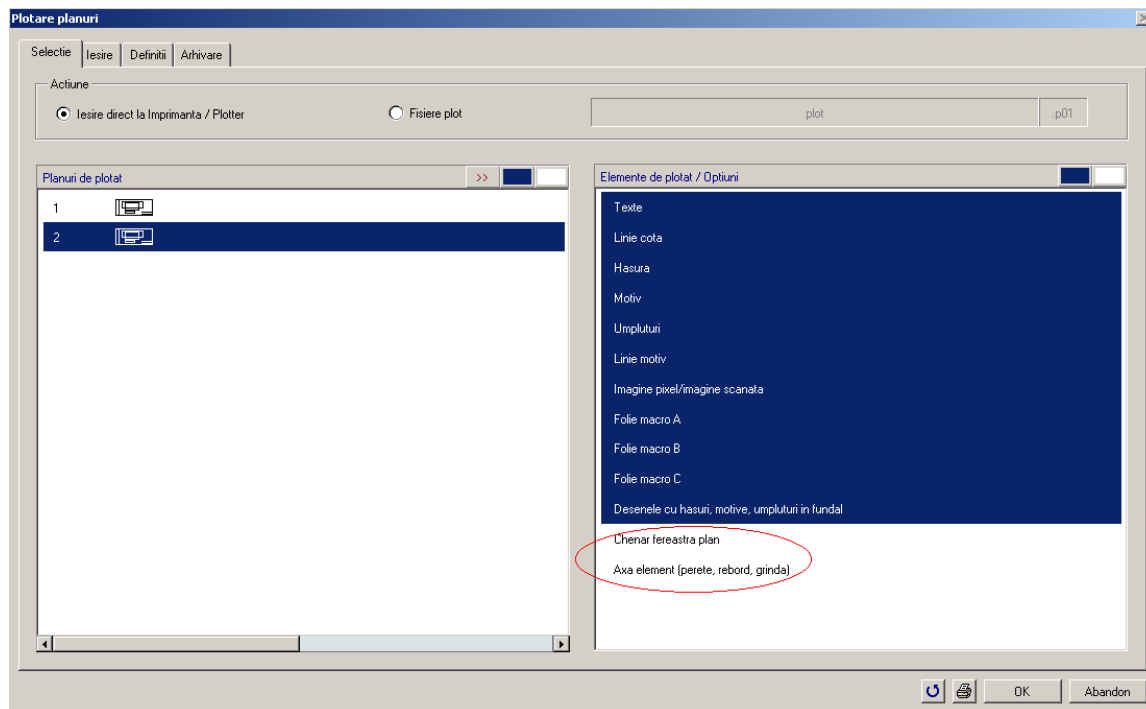 Plotare planuri
Selectie Iesire Definitii Arhivare
Actiune
Iesire direct la Imprimanta / Plotter Fisiere plot plot .p01
Planuri de plotat >>
1
2
Elemente de plotat / Optiuni
Texte
Linie cota
Hasura
Motiv
Umpluturi
Linie motiv
Imagine pixel/imagine scanata
Folie macro A
Folie macro B
Folie macro C
Desenele cu hasuri, motive, umpluturi in fundal
Chenar fereastra plan
Axa element (perete, rebord, grinda)
OK Abandon